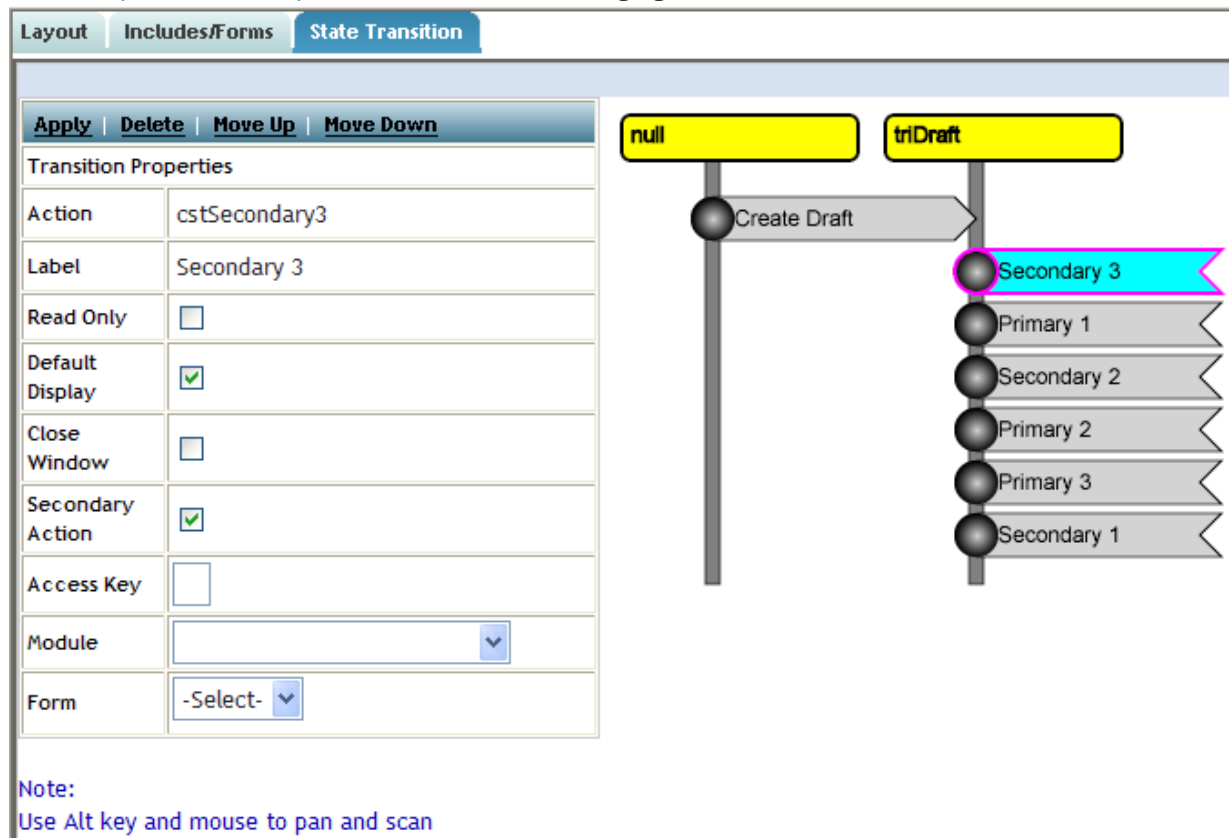 Layout Includes/Forms State Transition
Apply | Delete | Move Up | Move Down
Transition Properties
Action cstSecondary3
Label Secondary 3
Read Only
Default
Display
Close
Window
Secondary
Action
Access Key
Module
Form -Select-
null triDraft
Create Draft
Secondary 3
Primary 1
Secondary 2
Primary 2
Primary 3
Secondary 1
Note:
Use Alt key and mouse to pan and scan